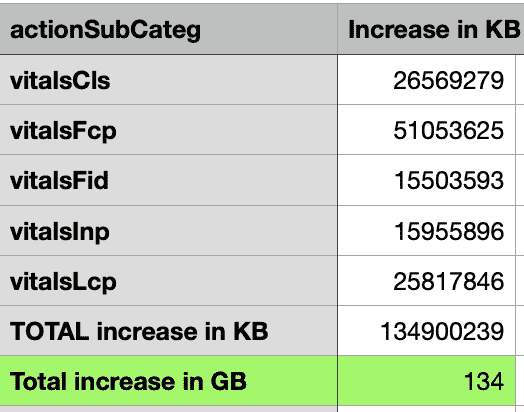 actionSubCateg Increase in KB
vitalsCls 26569279
vitalsFcp 51053625
vitalsFid 15503593
vitalsInp 15955896
vitalsLcp 25817846
TOTAL increase in KB 134900239
Total increase in GB 134